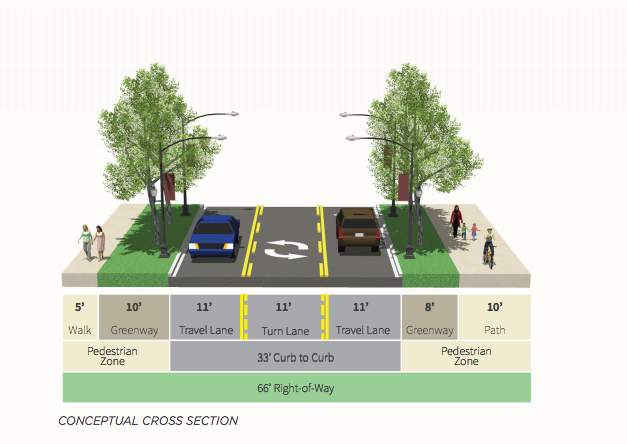 5’ 10’ 11’ 11’ 11’ 8’ 10’
Walk Greenway Travel Lane Turn Lane Travel Lane Greenway Path
Pedestrian
Zone
33’ Curb to Curb
Pedestrian
Zone
66’ Right-of-Way
CONCEPTUAL CROSS SECTION